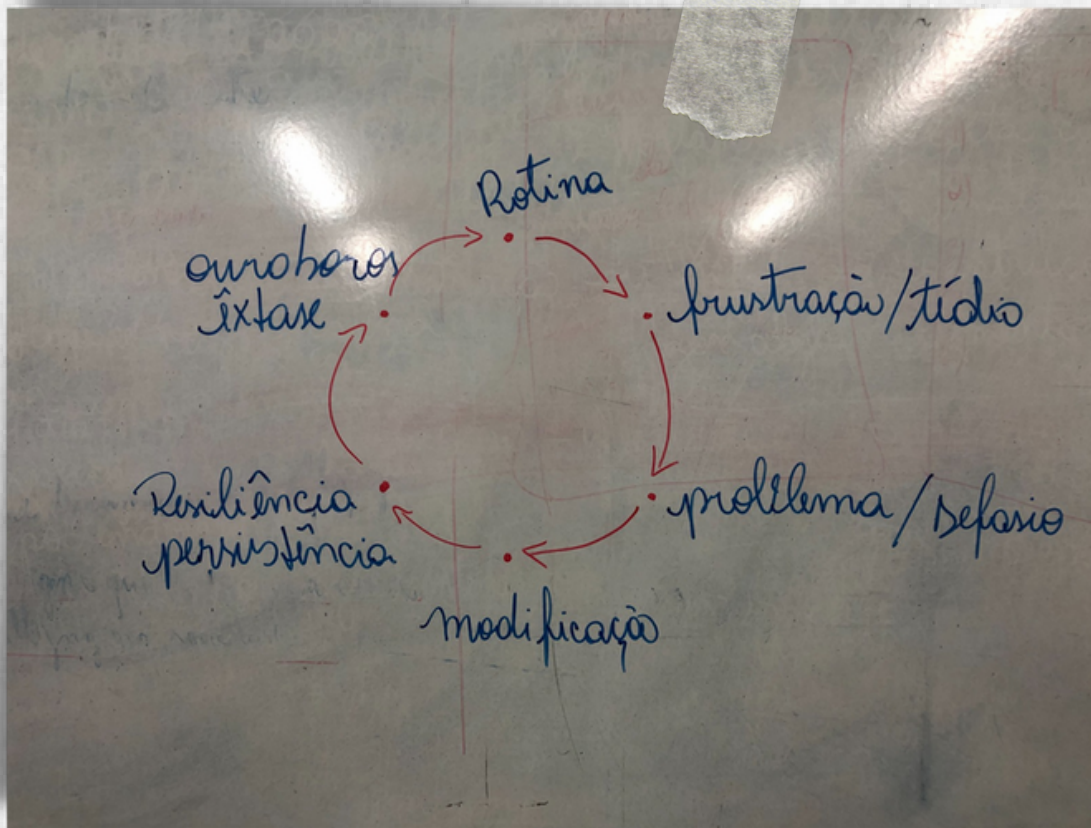 Rotina
frustração/tédio
problema/Desafio
modificação
Resiliência
persistência
ouroboros
êxtase